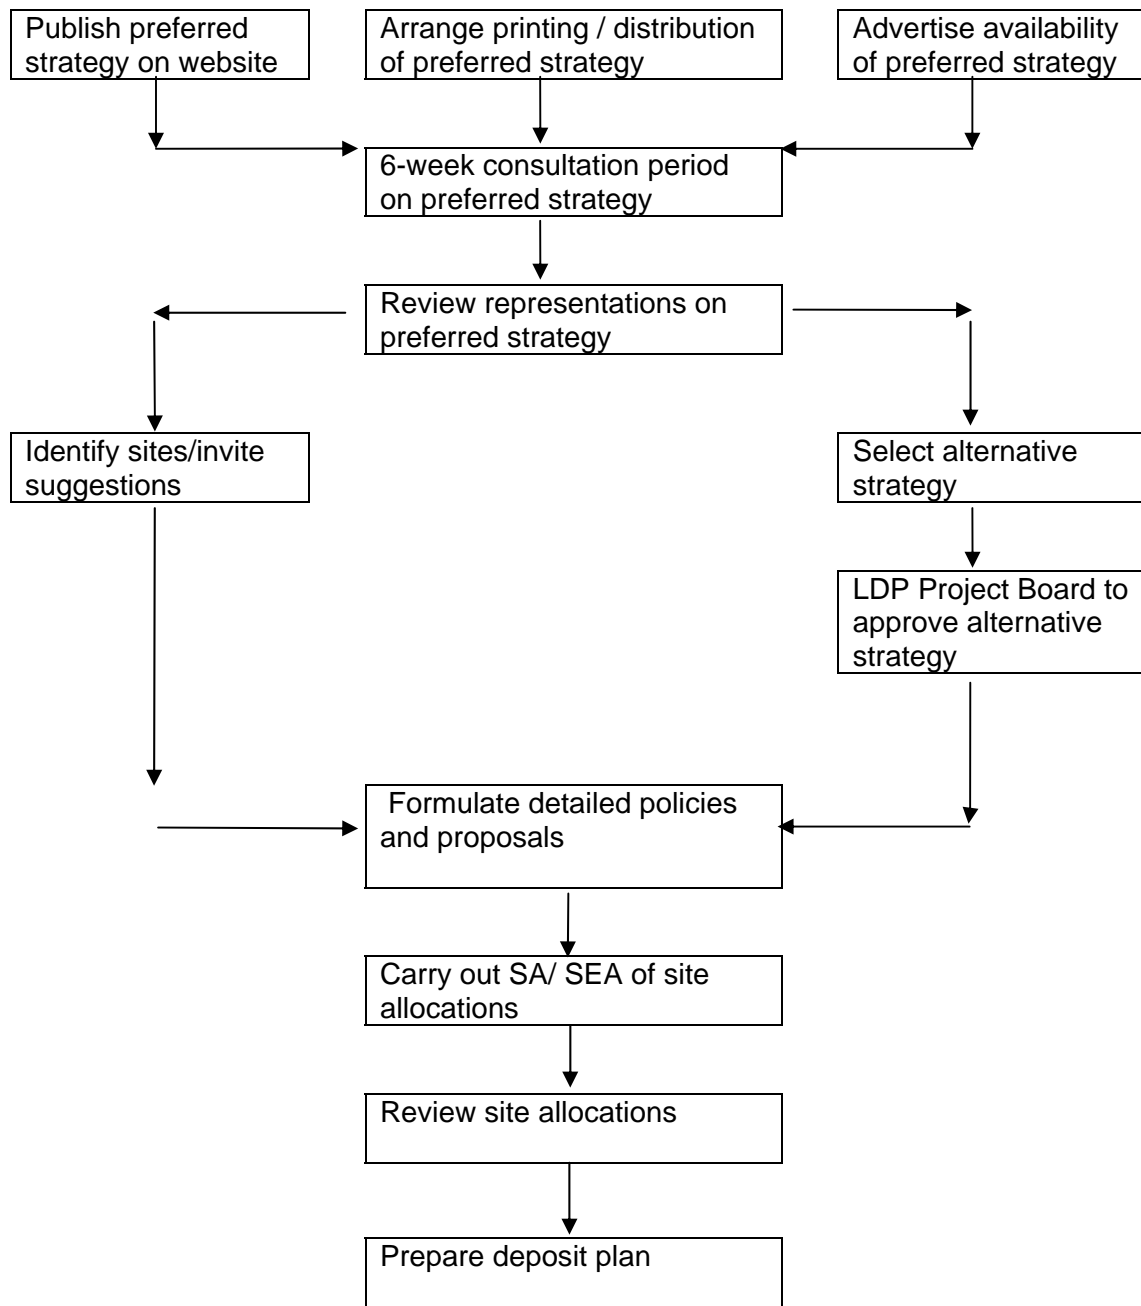 Publish preferred
strategy on website
Arrange printing / distribution
of preferred strategy
Advertise availability
of preferred strategy
6-week consultation period
on preferred strategy
Review representations on
preferred strategy
Identify sites/invite
suggestions
Select alternative
strategy
LDP Project Board to
approve alternative
strategy
Formulate detailed policies
and proposals
Carry out SA/ SEA of site
allocations
Review site allocations
Prepare deposit plan